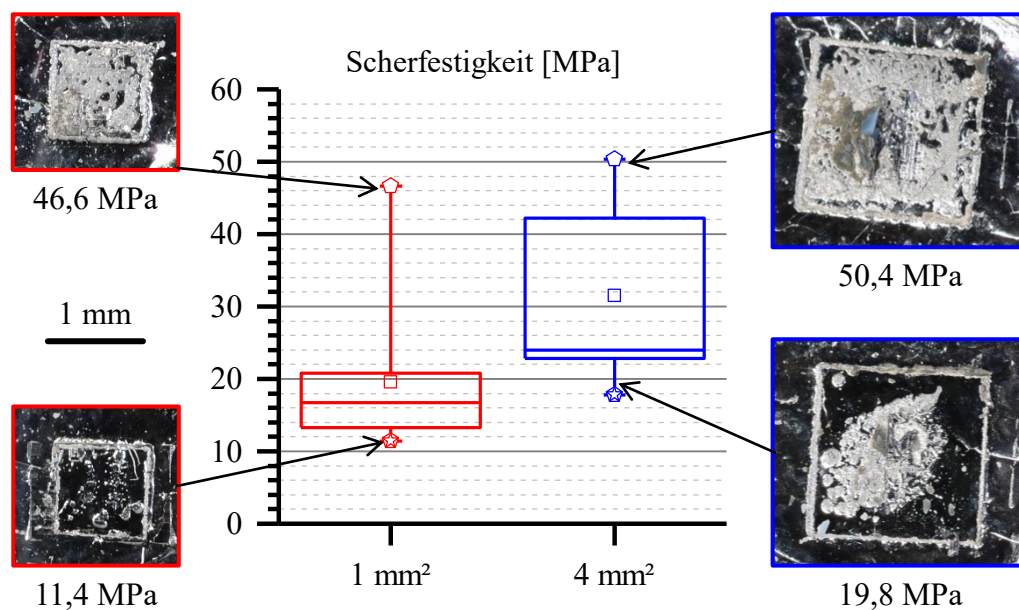 Scherfestigkeit [MPa]
60
50
40
30
20
10
0
1 mm²
4 mm²
46,6 MPa
1 mm
11,4 MPa
50,4 MPa
19,8 MPa